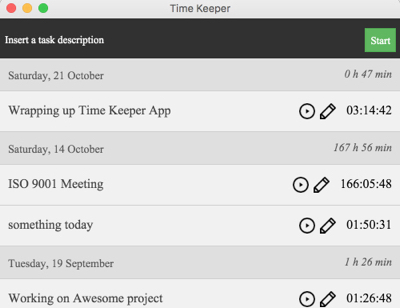 Time Keeper
Insert a task description Start
Saturday, 21 October 0 h 47 min
Wrapping up Time Keeper App 03:14:42
Saturday, 14 October 167 h 56 min
ISO 9001 Meeting 166:05:48
something today 01:50:31
Tuesday, 19 September 1 h 26 min
Working on Awesome project 01:26:48